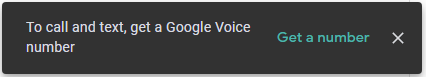 To call and text, get a Google Voice
number
Get a number